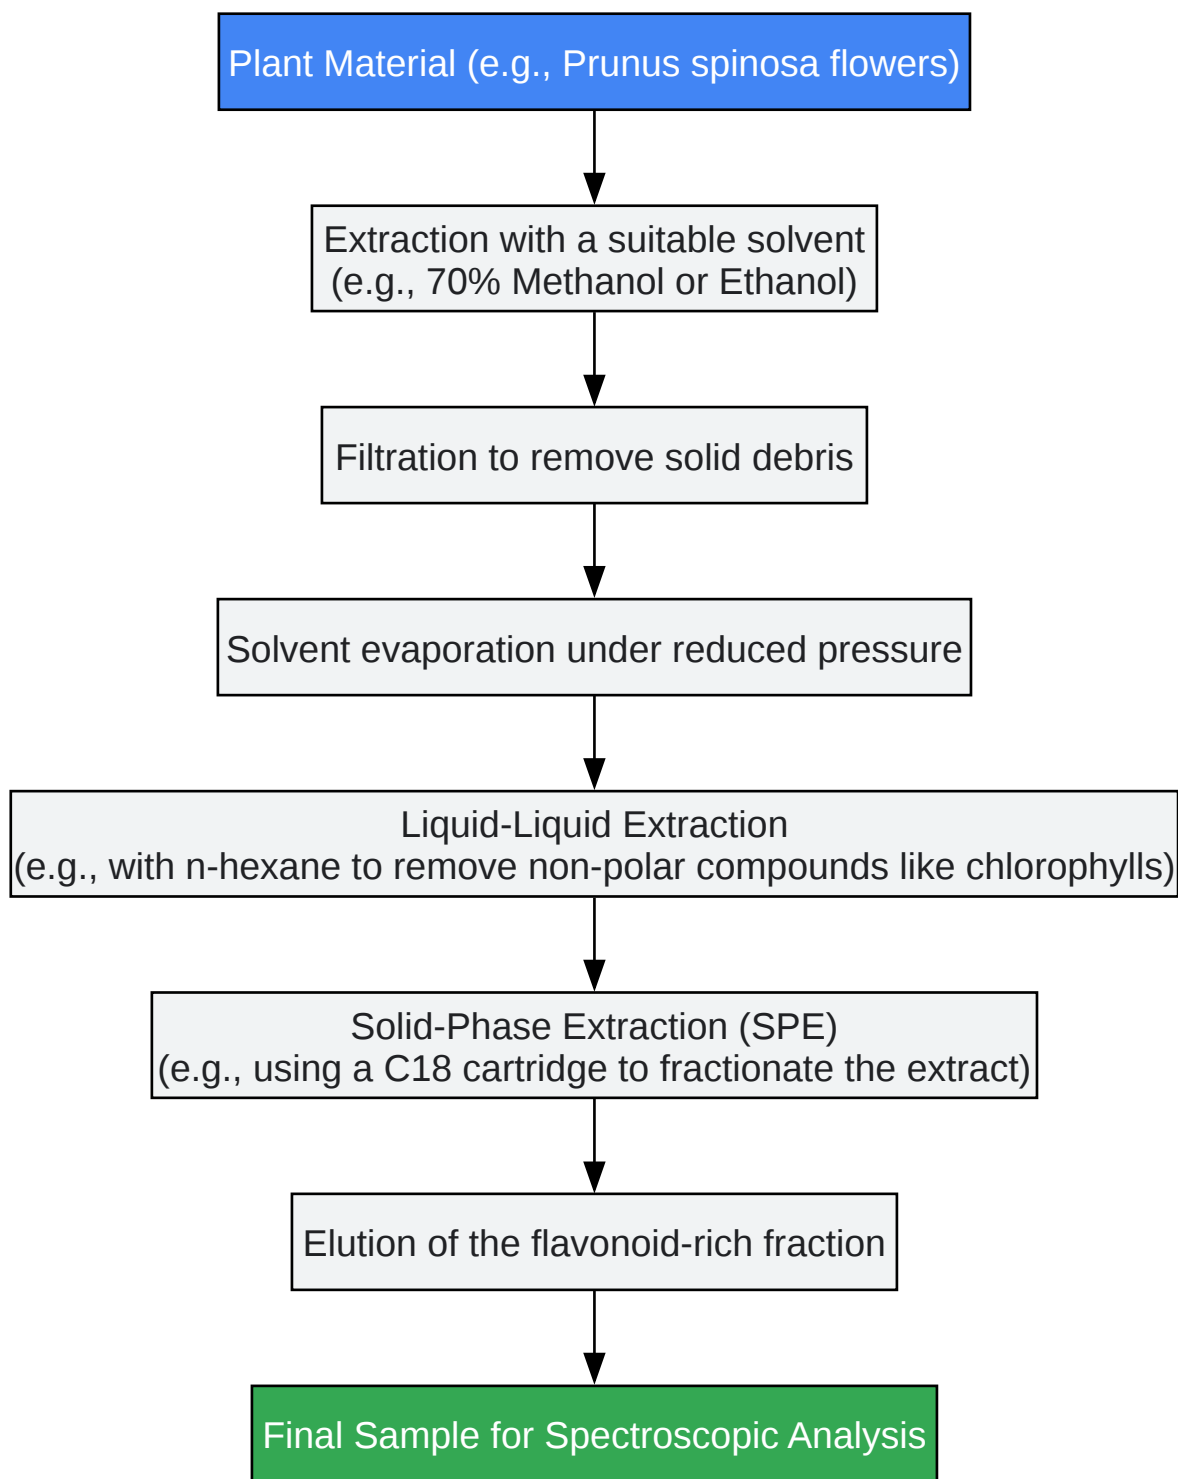 Plant Material (e.g., Prunus spinosa flowers)
Extraction with a suitable solvent
(e.g., 70% Methanol or Ethanol)
Filtration to remove solid debris
Solvent evaporation under reduced pressure
Liquid-Liquid Extraction
(e.g., with n-hexane to remove non-polar compounds like chlorophylls)
Solid-Phase Extraction (SPE)
(e.g., using a C18 cartridge to fractionate the extract)
Elution of the flavonoid-rich fraction
Final Sample for Spectroscopic Analysis